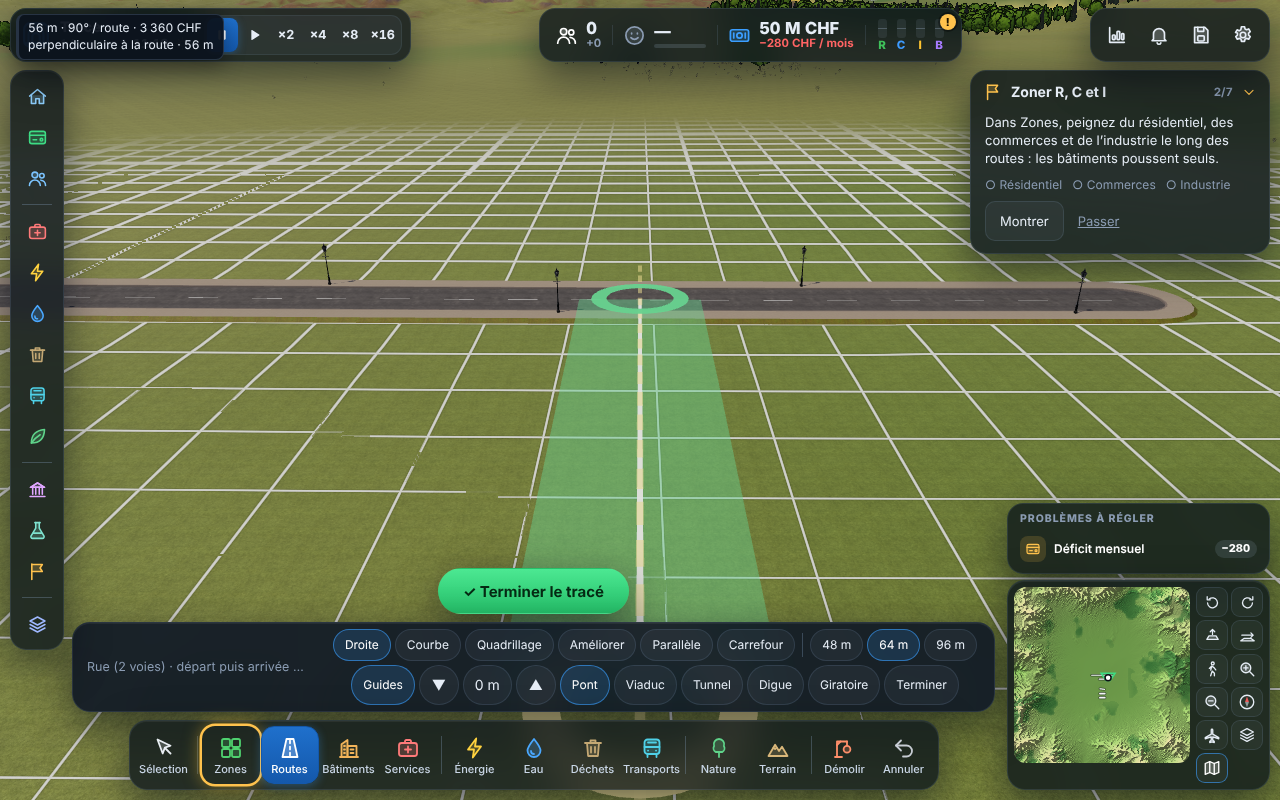 56 m · 90° / route · 3 360 CHF
perpendiculaire à la route · 56 m
×2 ×4 ×8 ×16
0
+0
—
50 M CHF
−280 CHF / mois
R C I B
!
Zoner R, C et I 2/7
Dans Zones, peignez du résidentiel, des
commerces et de l’industrie le long des
routes : les bâtiments poussent seuls.
Résidentiel Commerces Industrie
Montrer Passer
PROBLÈMES À RÉGLER
Déficit mensuel −280
✓ Terminer le tracé
Rue (2 voies) · départ puis arrivée ...
Droite Courbe Quadrillage Améliorer Parallèle Carrefour 48 m 64 m 96 m
Guides ▼ 0 m ▲ Pont Viaduc Tunnel Digue Giratoire Terminer
Sélection Zones Routes Bâtiments Services Énergie Eau Déchets Transports Nature Terrain Démolir Annuler